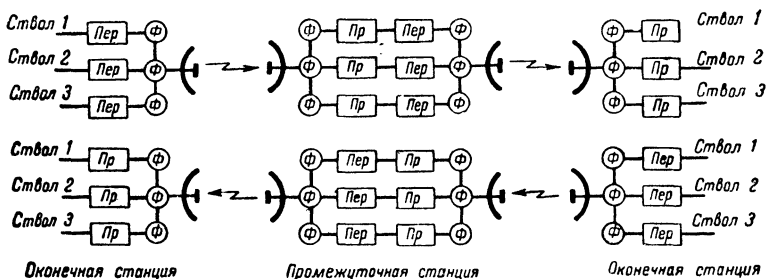 Ствол 1 Пер Ф Ф Пр Пер Ф Ф Пр Ствол 1
Ствол 2 Пер Ф Ф Пр Пер Ф Ф Пр Ствол 2
Ствол 3 Пер Ф Ф Пр Пер Ф Ф Пр Ствол 3
Ствол 1 Пр Ф Ф Пер Пр Ф Ф Пер Ствол 1
Ствол 2 Пр Ф Ф Пер Пр Ф Ф Пер Ствол 2
Ствол 3 Пр Ф Ф Пер Пр Ф Ф Пер Ствол 3
Оконечная станция Промежуточная станция Оконечная станция